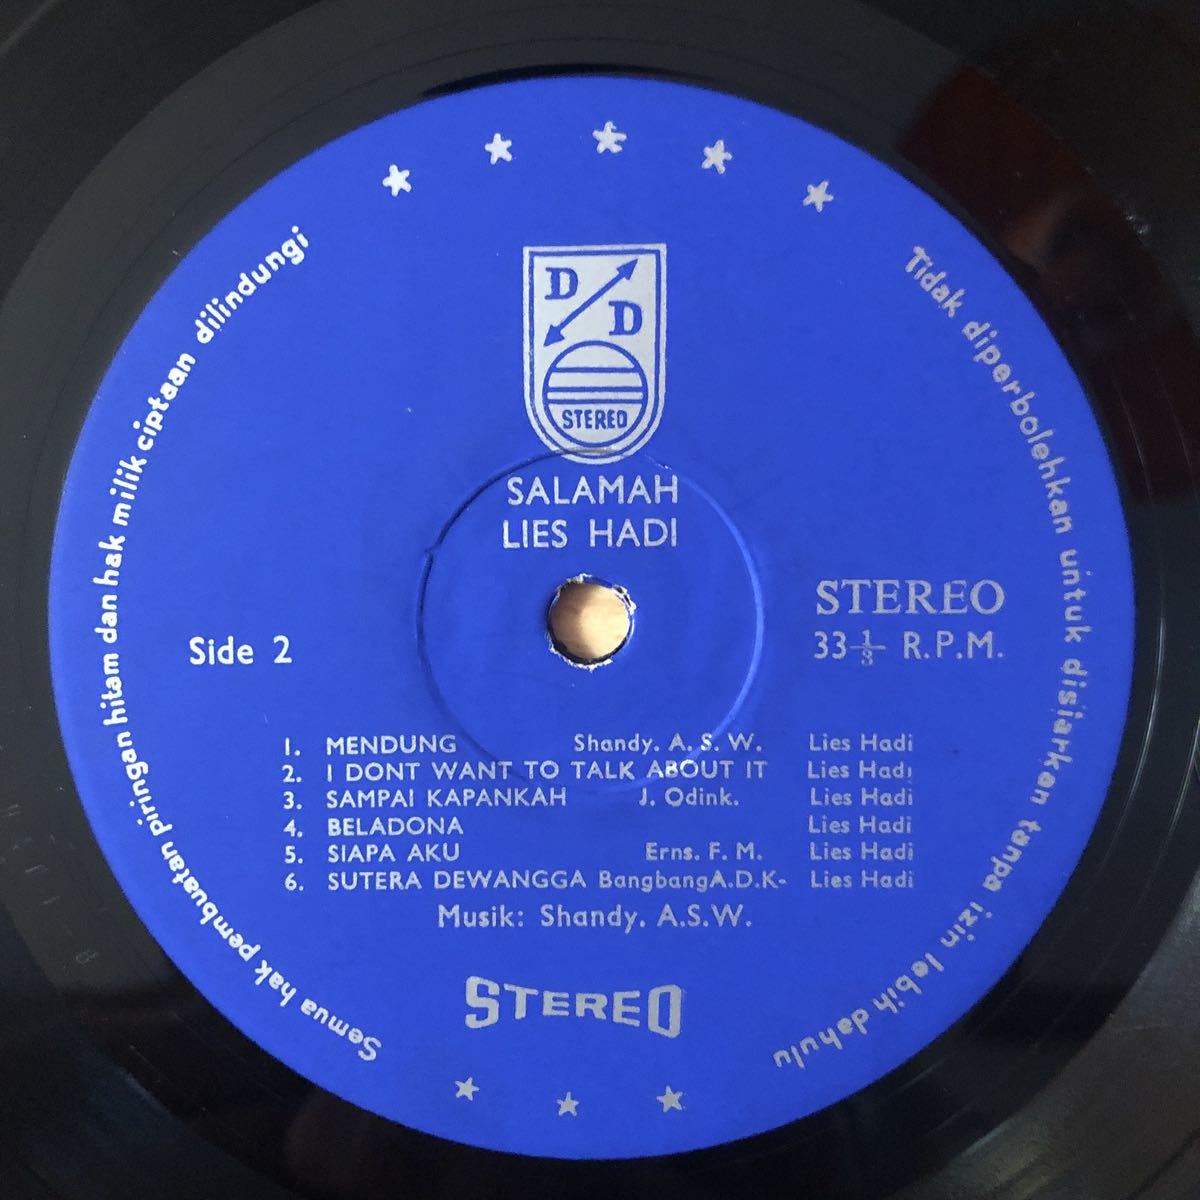 D
D
STEREO
SALAMAH
LIES HADI
STEREO
33 1/3 R.P.M.
Side 2
1. MENDUNG Shandy. A. S. W. Lies Hadi
2. I DONT WANT TO TALK ABOUT IT Lies Hadi
3. SAMPAI KAPANKAH J. Odink. Lies Hadi
4. BELADONA Lies Hadi
5. SIAPA AKU Erns. F. M. Lies Hadi
6. SUTERA DEWANGGA BangbangA.D.K- Lies Hadi
Musik: Shandy. A.S.W.
STEREO
Semua hak pembuatan piringan hitam dan hak milik ciptaan dilindungi
Tidak diperbolehkan untuk disiarkan tanpa izin lebih dahulu